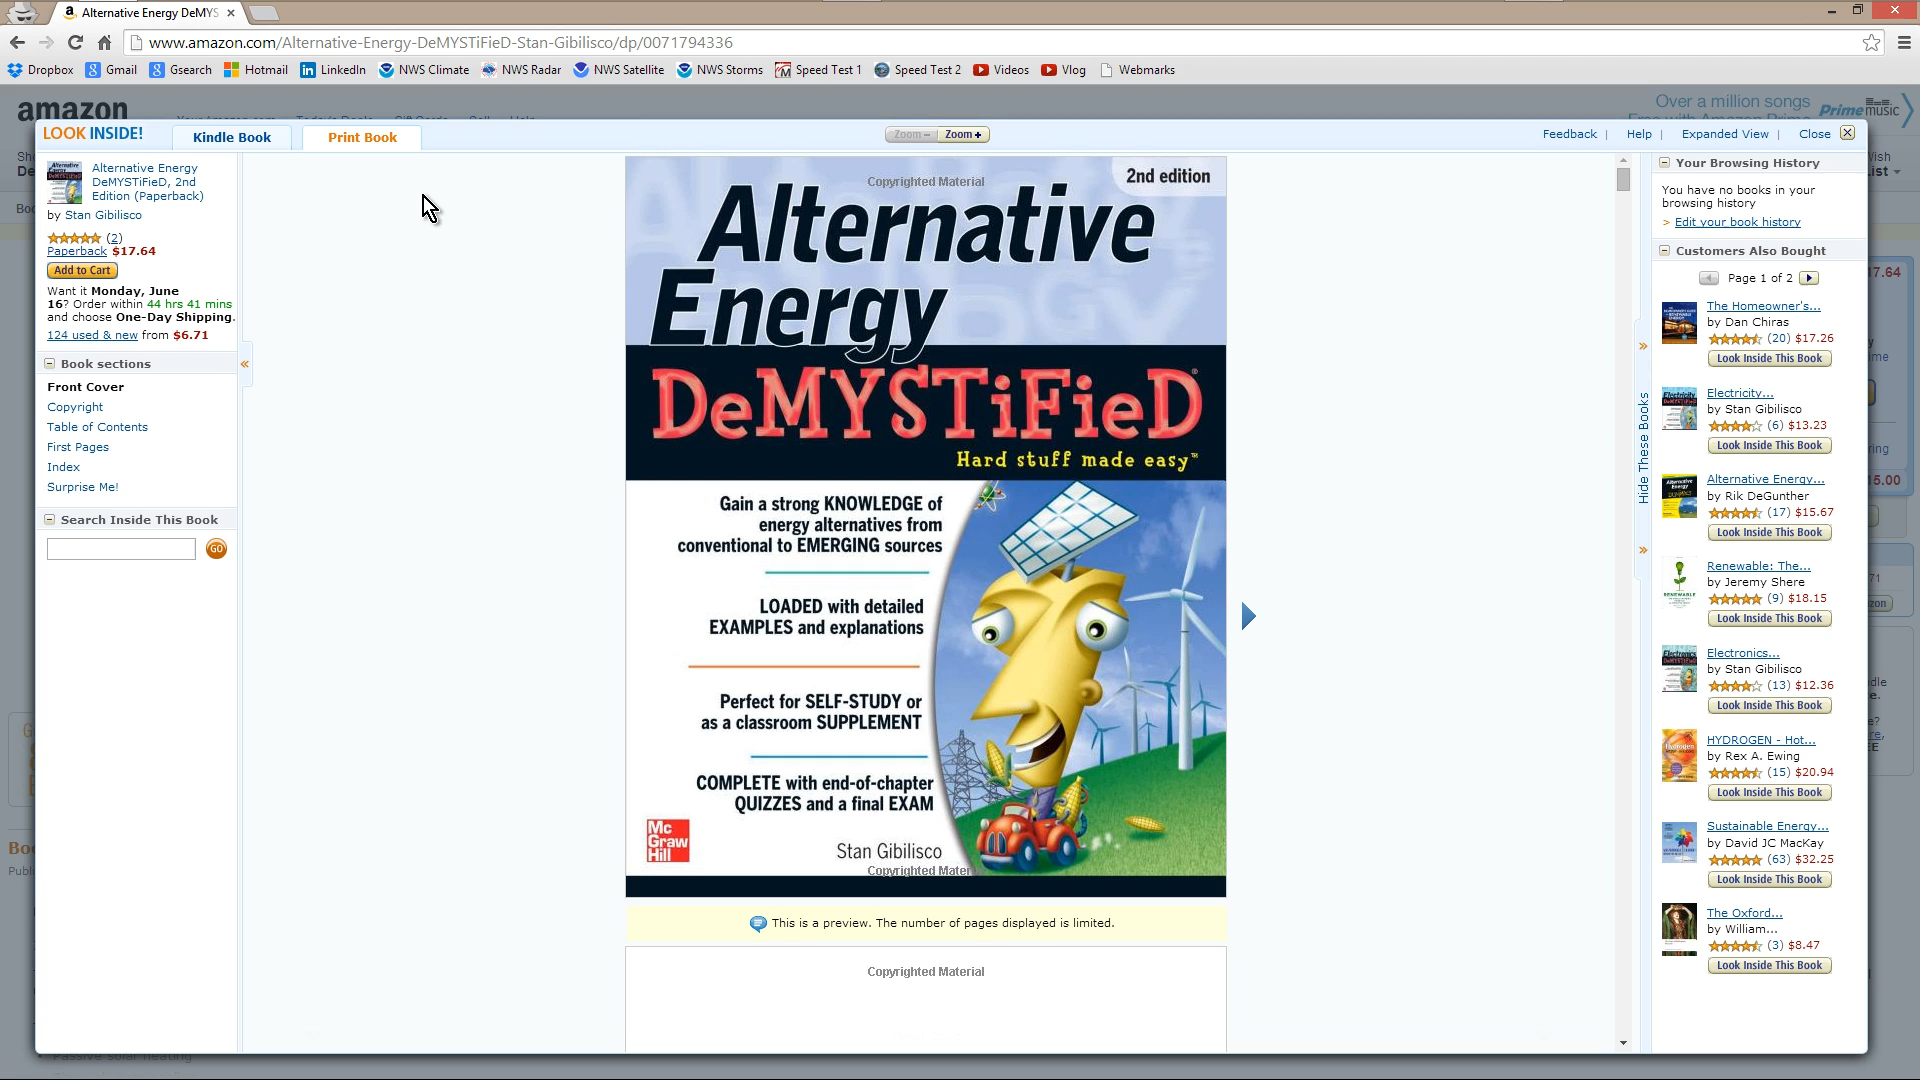 Alternative Energy DeMYS
www.amazon.com/Alternative-Energy-DeMYSTiFieD-Stan-Gibilisco/dp/0071794336
Dropbox Gmail Gsearch Hotmail LinkedIn NWS Climate NWS Radar NWS Satellite NWS Storms Speed Test 1 Speed Test 2 Videos Vlog Webmarks
amazon
Over a million songs
Prime music
LOOK INSIDE!
Kindle Book
Print Book
Zoom -
Zoom +
Feedback | Help | Expanded View | Close
Alternative Energy
DeMYSTiFieD, 2nd
Edition (Paperback)
by Stan Gibilisco
(2)
Paperback $17.64
Add to Cart
Want it Monday, June
16? Order within 44 hrs 41 mins
and choose One-Day Shipping.
124 used & new from $6.71
Book sections
Front Cover
Copyright
Table of Contents
First Pages
Index
Surprise Me!
Search Inside This Book
GO
Copyrighted Material
2nd edition
Alternative
Energy
DeMYSTiFieD®
Hard stuff made easy™
Gain a strong KNOWLEDGE of
energy alternatives from
conventional to EMERGING sources
LOADED with detailed
EXAMPLES and explanations
Perfect for SELF-STUDY or
as a classroom SUPPLEMENT
COMPLETE with end-of-chapter
QUIZZES and a final EXAM
Mc
Graw
Hill
Stan Gibilisco
Copyrighted Mater
This is a preview. The number of pages displayed is limited.
Copyrighted Material
Hide These Books
Your Browsing History
You have no books in your
browsing history
> Edit your book history
Customers Also Bought
Page 1 of 2
The Homeowner's...
by Dan Chiras
(20) $17.26
Look Inside This Book
Electricity...
by Stan Gibilisco
(6) $13.23
Look Inside This Book
Alternative Energy...
by Rik DeGunther
(17) $15.67
Look Inside This Book
Renewable: The...
by Jeremy Shere
(9) $18.15
Look Inside This Book
Electronics...
by Stan Gibilisco
(13) $12.36
Look Inside This Book
HYDROGEN - Hot...
by Rex A. Ewing
(15) $20.94
Look Inside This Book
Sustainable Energy...
by David JC MacKay
(63) $32.25
Look Inside This Book
The Oxford...
by William...
(3) $8.47
Look Inside This Book